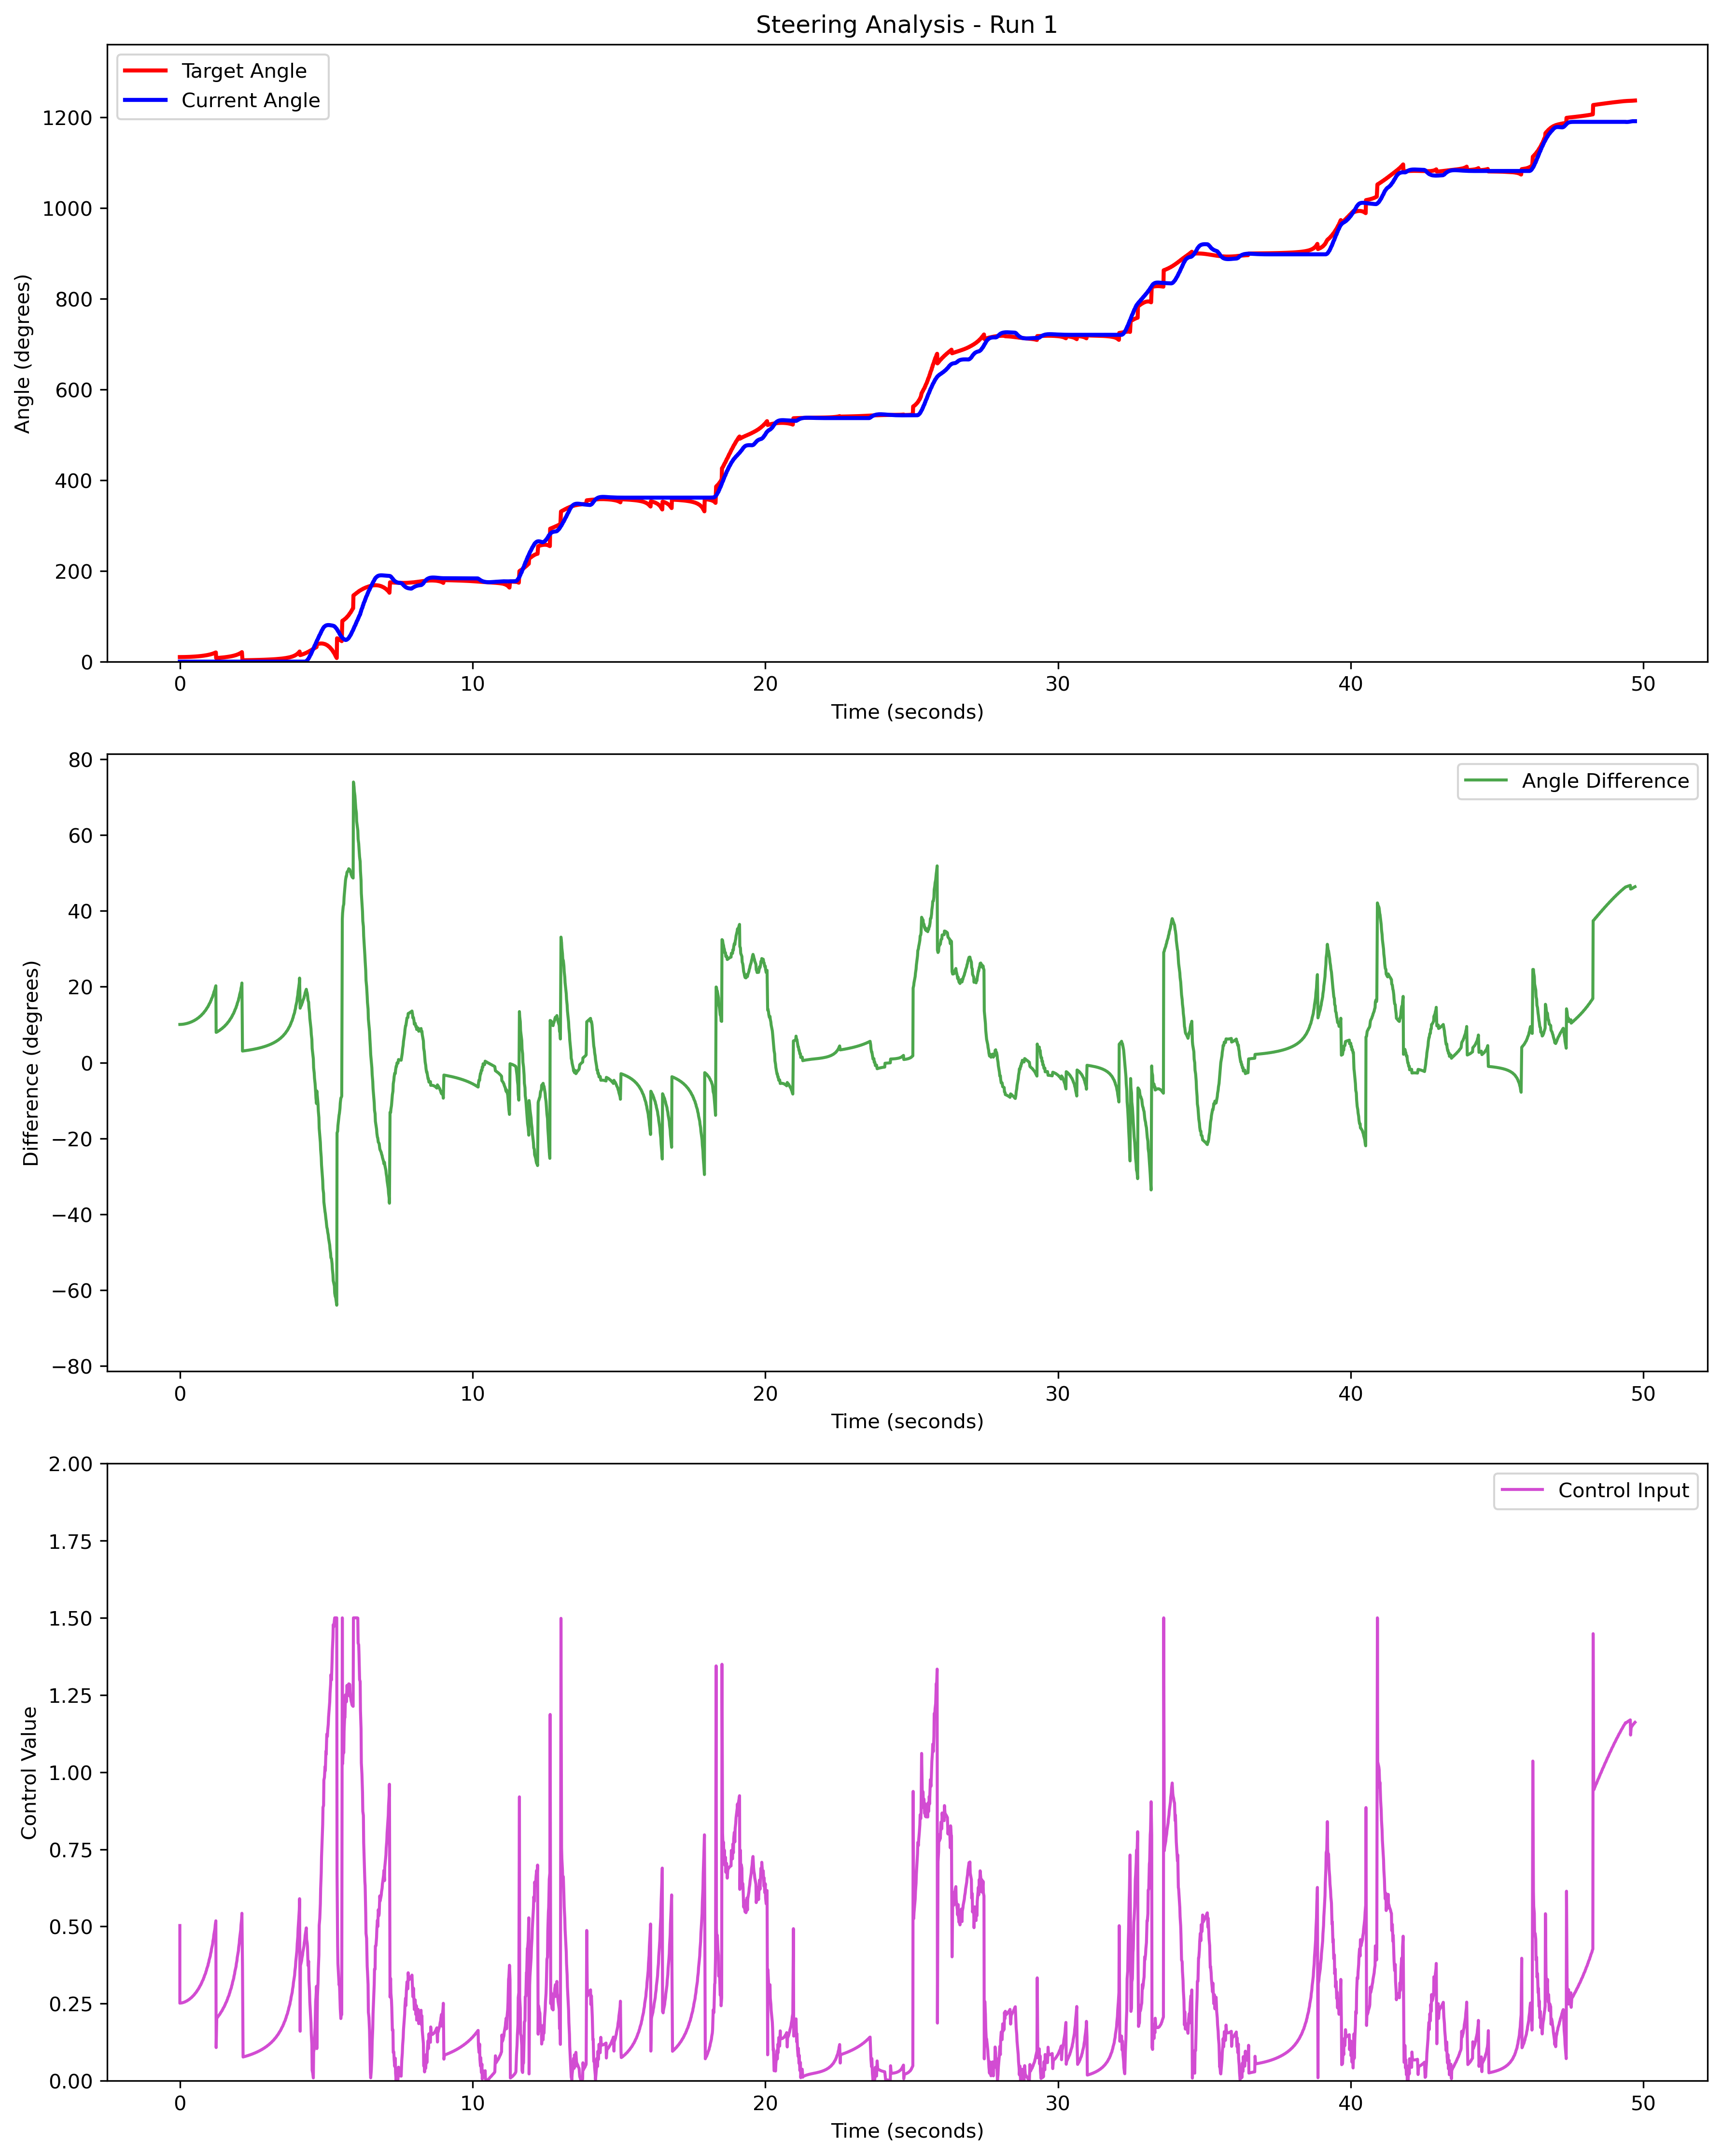 Steering Analysis - Run 1
Target Angle
Current Angle
Angle (degrees)
1200
1000
800
600
400
200
0
0 10 20 30 40 50
Time (seconds)
Angle Difference
Difference (degrees)
80
60
40
20
0
−20
−40
−60
−80
0 10 20 30 40 50
Time (seconds)
Control Input
Control Value
2.00
1.75
1.50
1.25
1.00
0.75
0.50
0.25
0.00
0 10 20 30 40 50
Time (seconds)